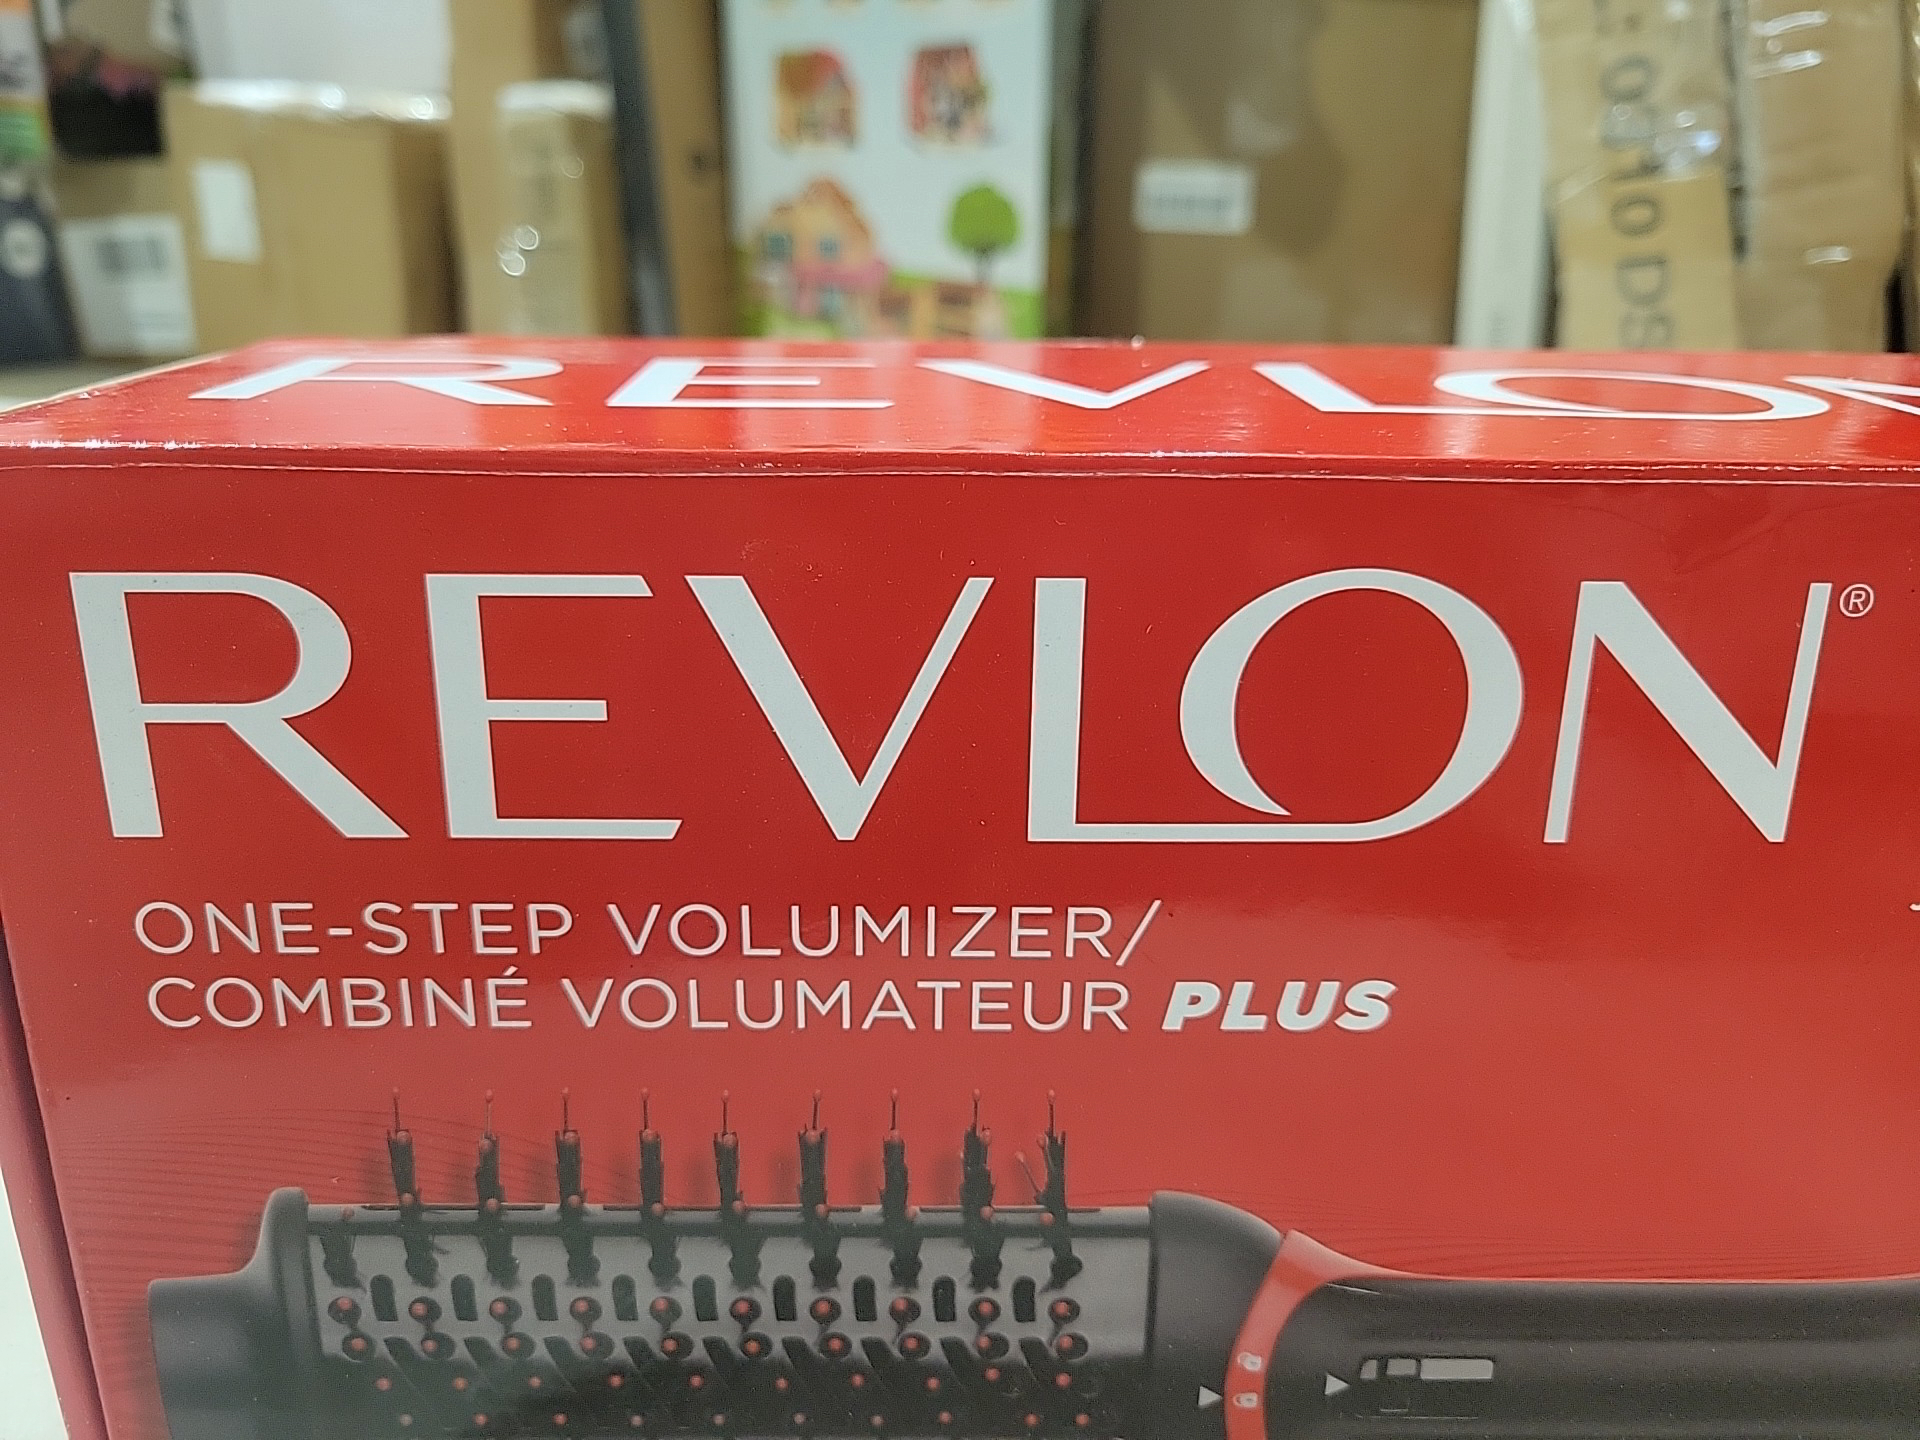 REVLON
REVLON®
ONE-STEP VOLUMIZER/
COMBINÉ VOLUMATEUR PLUS